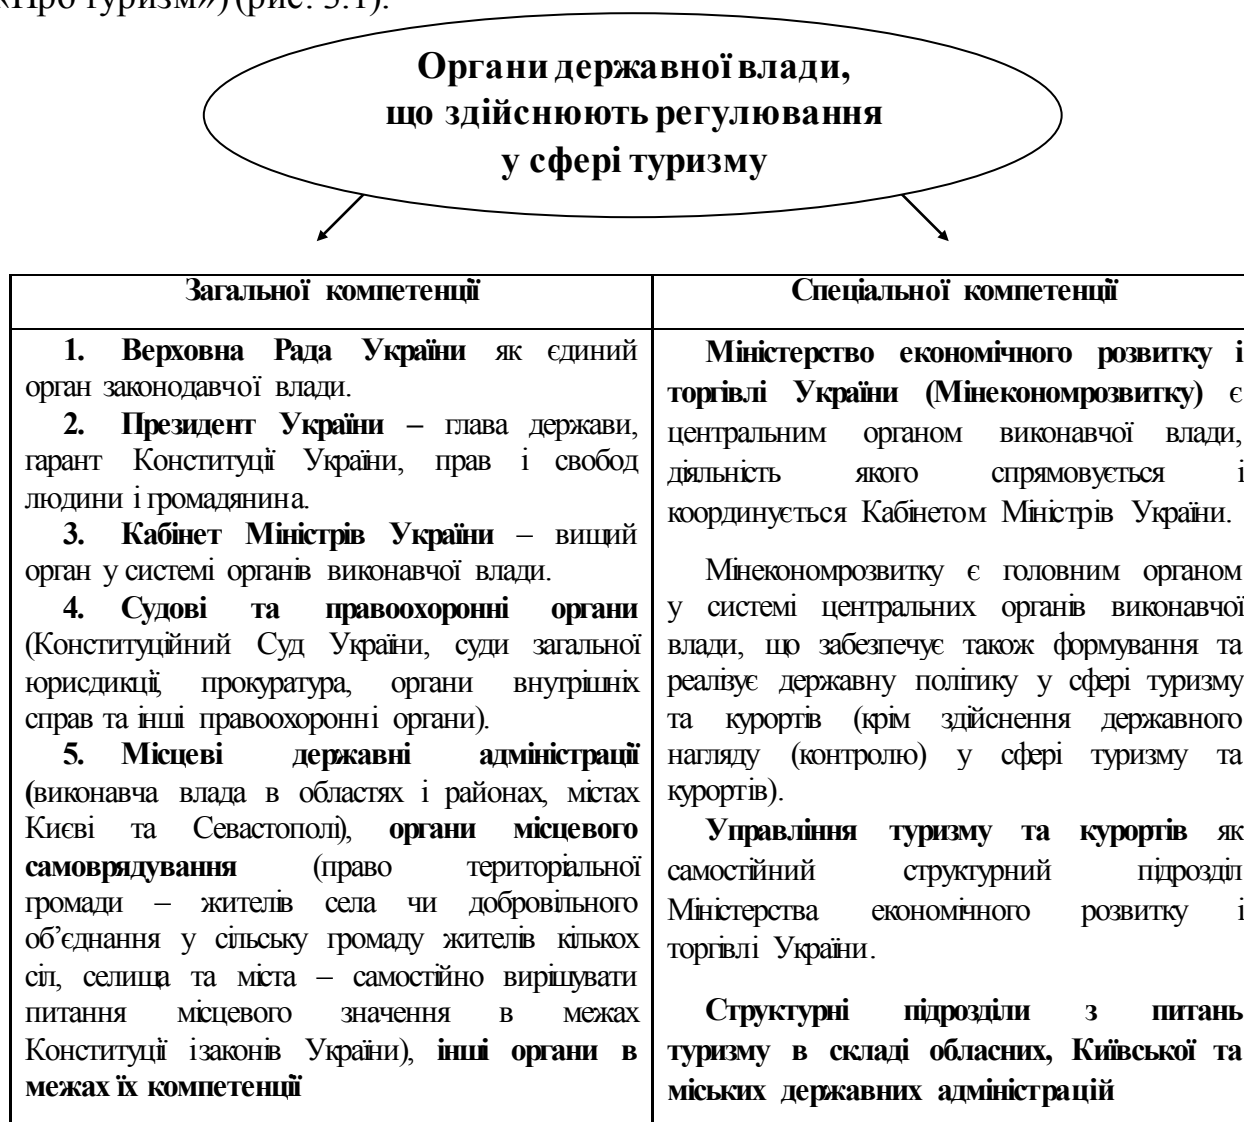 «Про туризм») (рис. 3.1).
Органи державної влади,
що здійснюють регулювання
у сфері туризму
Загальної компетенції
1. Верховна Рада України як єдиний
орган законодавчої влади.
2. Президент України – глава держави,
гарант Конституції України, прав і свобод
людини і громадянина.
3. Кабінет Міністрів України – вищий
орган у системі органів виконавчої влади.
4. Судові та правоохоронні органи
(Конституційний Суд України, суди загальної
юрисдикції, прокуратура, органи внутрішніх
справ та інші правоохоронні органи).
5. Місцеві державні адміністрації
(виконавча влада в областях і районах, містах
Києві та Севастополі), органи місцевого
самоврядування (право територіальної
громади – жителів села чи добровільного
об’єднання у сільську громаду жителів кількох
сіл, селища та міста – самостійно вирішувати
питання місцевого значення в межах
Конституції і законів України), інші органи в
межах їх компетенції
Спеціальної компетенції
Міністерство економічного розвитку і
торгівлі України (Мінекономрозвитку) є
центральним органом виконавчої влади,
діяльність якого спрямовується і
координується Кабінетом Міністрів України.
Мінекономрозвитку є головним органом
у системі центральних органів виконавчої
влади, що забезпечує також формування та
реалізує державну політику у сфері туризму
та курортів (крім здійснення державного
нагляду (контролю) у сфері туризму та
курортів).
Управління туризму та курортів як
самостійний структурний підрозділ
Міністерства економічного розвитку і
торгівлі України.
Структурні підрозділи з питань
туризму в складі обласних, Київської та
міських державних адміністрацій